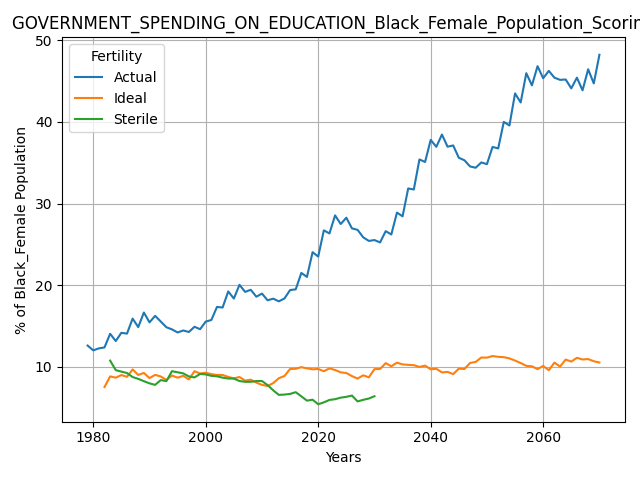 GOVERNMENT_SPENDING_ON_EDUCATION_Black_Female_Population_Scorin
Fertility
Actual
Ideal
Sterile
% of Black_Female Population
50
40
30
20
10
1980
2000
2020
2040
2060
Years